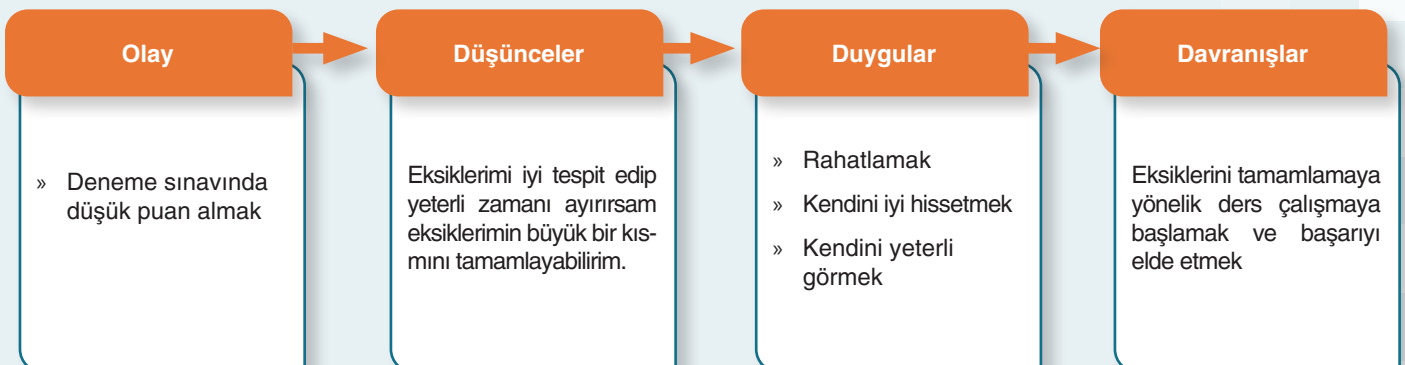 Olay
» Deneme sınavında
düşük puan almak
Düşünceler
Eksiklerimi iyi tespit edip
yeterli zamanı ayırırsam
eksiklerimin büyük bir kıs-
mını tamamlayabilirim.
Duygular
» Rahatlamak
» Kendini iyi hissetmek
» Kendini yeterli
görmek
Davranışlar
Eksiklerini tamamlamaya
yönelik ders çalışmaya
başlamak ve başarıyı
elde etmek